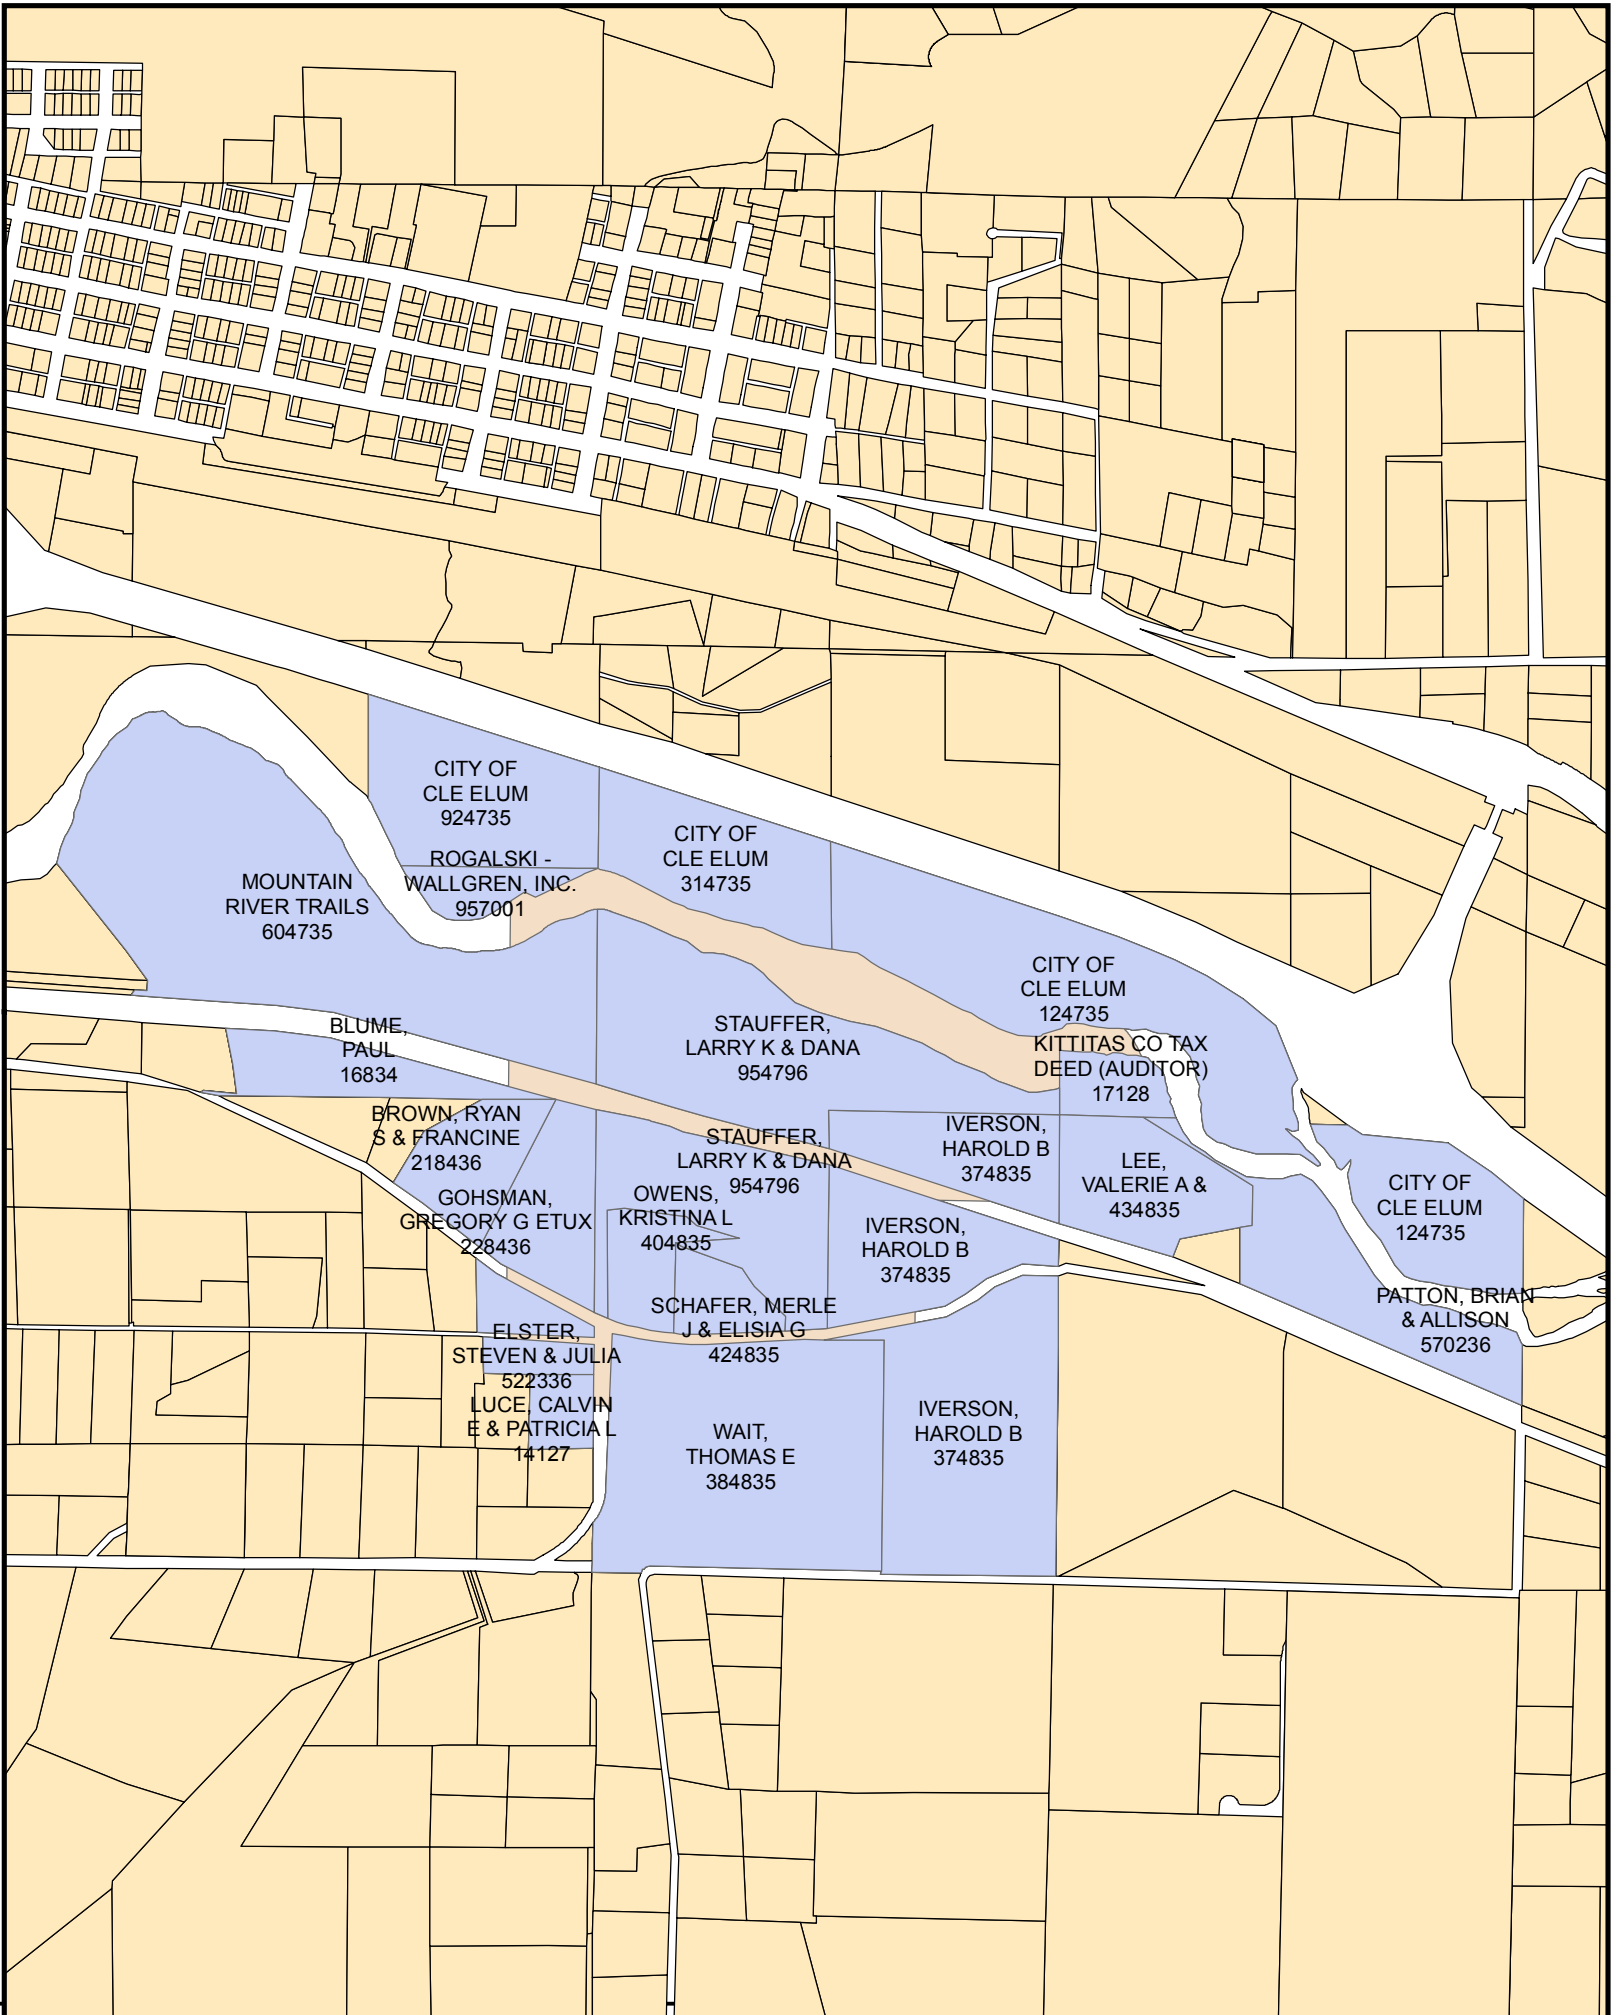 CITY OF
CLE ELUM
924735
CITY OF
CLE ELUM
314735
ROGALSKI -
WALLGREN, INC.
957001
MOUNTAIN
RIVER TRAILS
604735
CITY OF
CLE ELUM
124735
BLUME,
PAUL
16834
STAUFFER,
LARRY K & DANA
954796
KITTITAS CO TAX
DEED (AUDITOR)
17128
BROWN, RYAN
S & FRANCINE
218436
STAUFFER,
LARRY K & DANA
954796
IVERSON,
HAROLD B
374835
LEE,
VALERIE A &
434835
CITY OF
CLE ELUM
124735
GOHSMAN,
GREGORY G ETUX
228436
OWENS,
KRISTINA L
404835
IVERSON,
HAROLD B
374835
PATTON, BRIAN
& ALLISON
570236
SCHAFER, MERLE
J & ELISIA G
424835
ELSTER,
STEVEN & JULIA
522336
LUCE, CALVIN
E & PATRICIA L
14127
WAIT,
THOMAS E
384835
IVERSON,
HAROLD B
374835